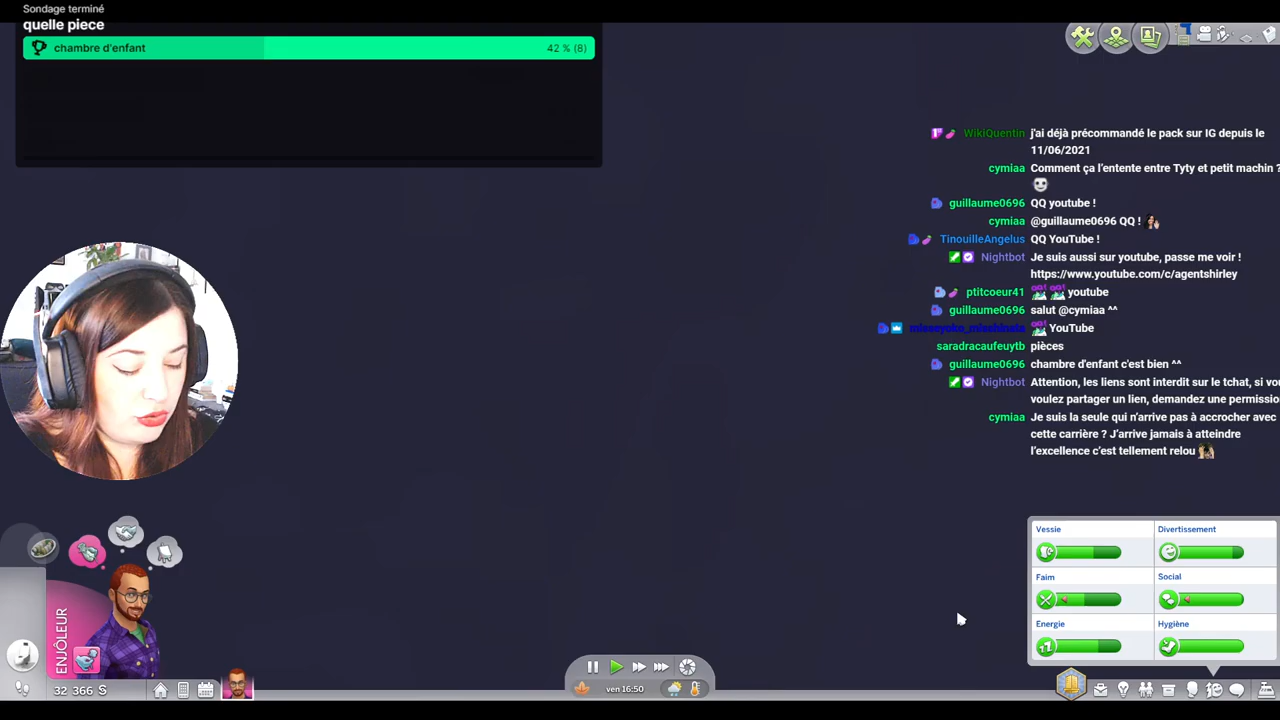 Sondage terminé
quelle piece
chambre d'enfant 42 % (8)
WikiQuentin j'ai déjà précommandé le pack sur IG depuis le
11/06/2021
cymiaa Comment ça l'entente entre Tyty et petit machin ?
guillaume0696 QQ youtube !
cymiaa @guillaume0696 QQ !
TinouilleAngelus QQ YouTube !
Nightbot Je suis aussi sur youtube, passe me voir !
https://www.youtube.com/c/agentshirley
ptitcoeur41 youtube
guillaume0696 salut @cymiaa ^^
YouTube
saradracaufeuytb pièces
guillaume0696 chambre d'enfant c'est bien ^^
Nightbot Attention, les liens sont interdit sur le tchat, si vou
voulez partager un lien, demandez une permissio
cymiaa Je suis la seule qui n'arrive pas à accrocher avec
cette carrière ? J'arrive jamais à atteindre
l'excellence c'est tellement relou
Vessie Divertissement
Faim Social
Energie Hygiène
ENJÔLEUR
32 366 S
ven 16:50